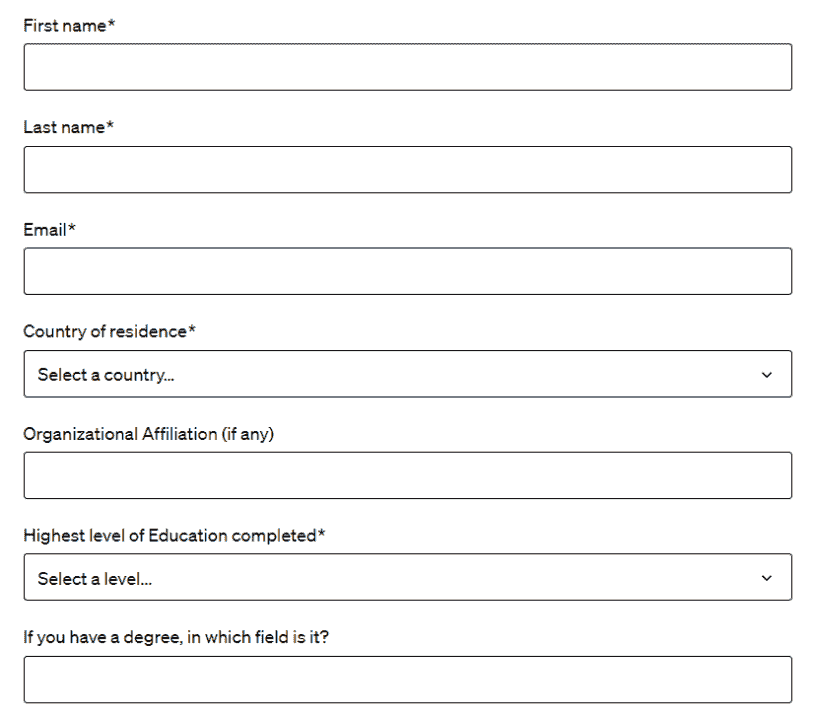 First name*
Last name*
Email*
Country of residence*
Select a country...
Organizational Affiliation (if any)
Highest level of Education completed*
Select a level...
If you have a degree, in which field is it?